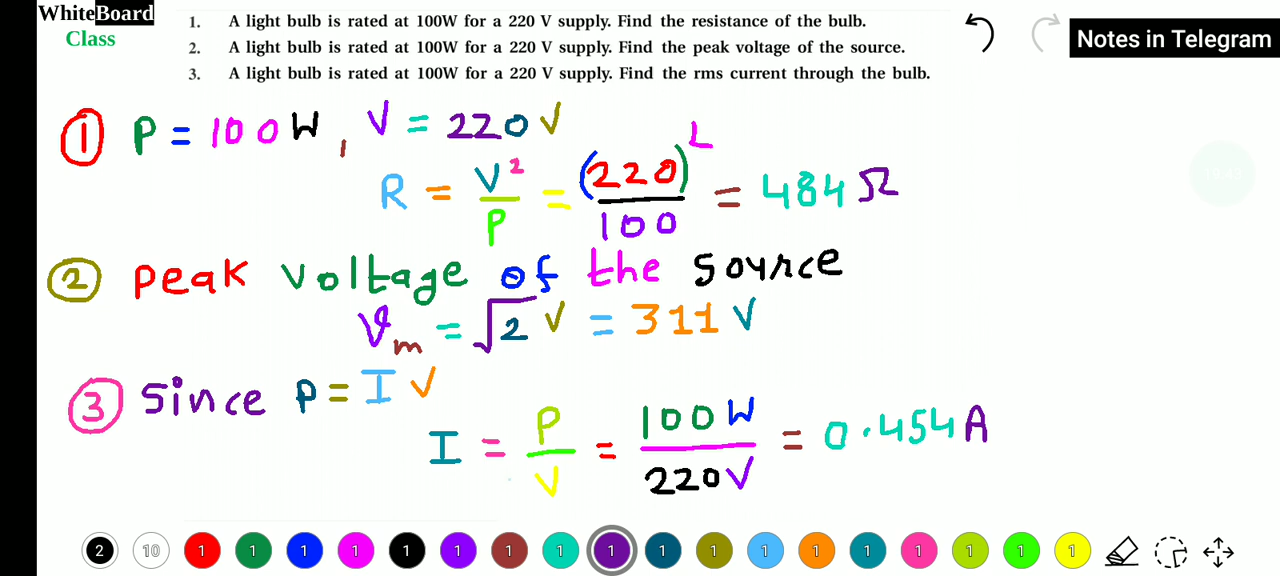 WhiteBoard
Class
1. A light bulb is rated at 100W for a 220 V supply. Find the resistance of the bulb.
2. A light bulb is rated at 100W for a 220 V supply. Find the peak voltage of the source.
3. A light bulb is rated at 100W for a 220 V supply. Find the rms current through the bulb.
Notes in Telegram
① P = 100W, V = 220 V
R = V²/P = (220)²/100 = 484 Ω
② Peak voltage of the source
Vm = √2 V = 311 V
③ Since P = I V
I = P/V = 100W/220V = 0.454 A
2 10 1 1 1 1 1 1 1 1 1 1 1 1 1 1 1 1 1 1